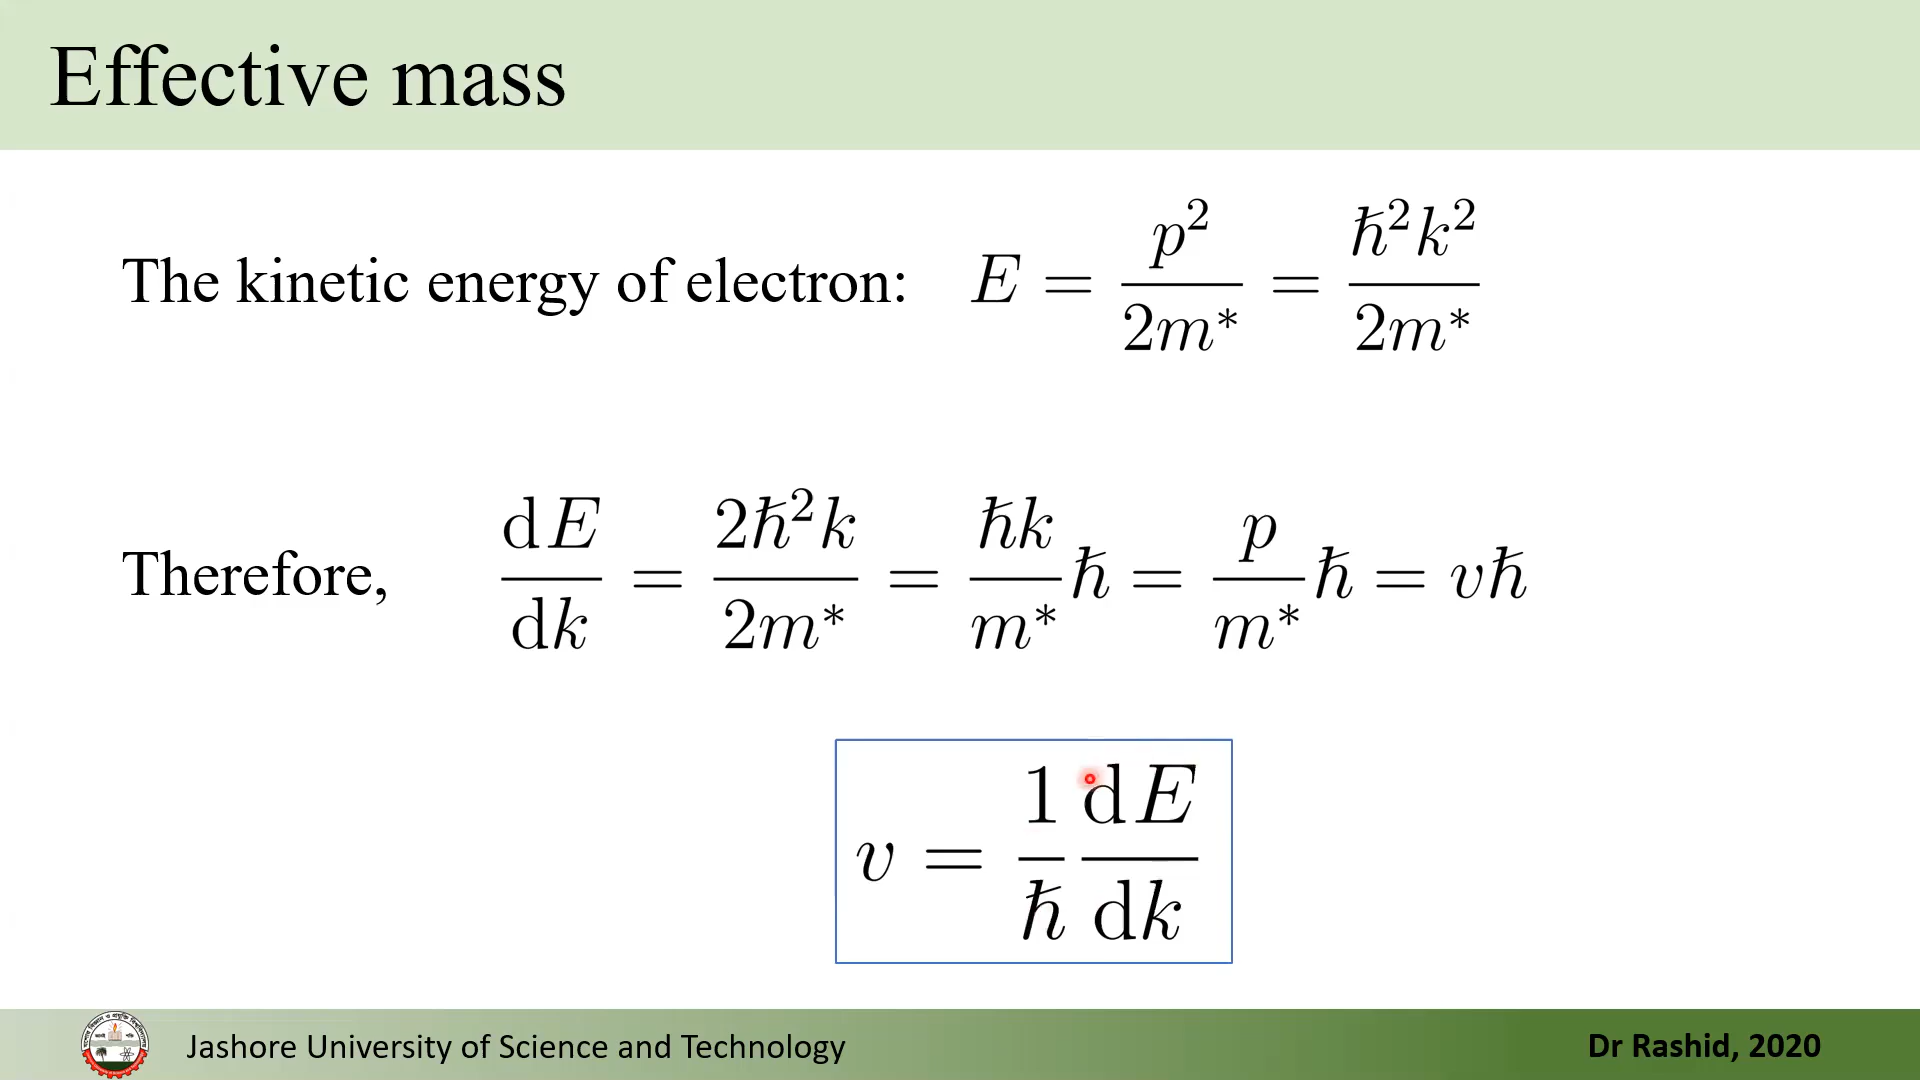 Effective mass
The kinetic energy of electron: E = p²/2m* = ℏ²k²/2m*
Therefore, dE/dk = 2ℏ²k/2m* = ℏk/m* ℏ = p/m* ℏ = vℏ
v = 1/ℏ dE/dk
Jashore University of Science and Technology
Dr Rashid, 2020